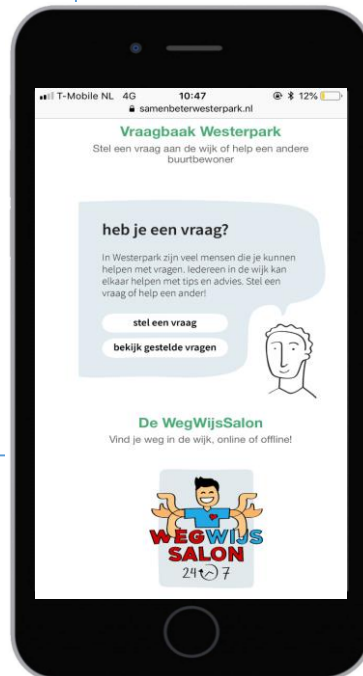 T-Mobile NL 4G 10:47 12%
samenbeterwesterpark.nl
Vraagbaak Westerpark
Stel een vraag aan de wijk of help een andere
buurtbewoner
heb je een vraag?
In Westerpark zijn veel mensen die je kunnen
helpen met vragen. Iedereen in de wijk kan
elkaar helpen met tips en advies. Stel een
vraag of help een ander!
stel een vraag
bekijk gestelde vragen
De WegWijsSalon
Vind je weg in de wijk, online of offline!
WEGWIJS
SALON
24 7